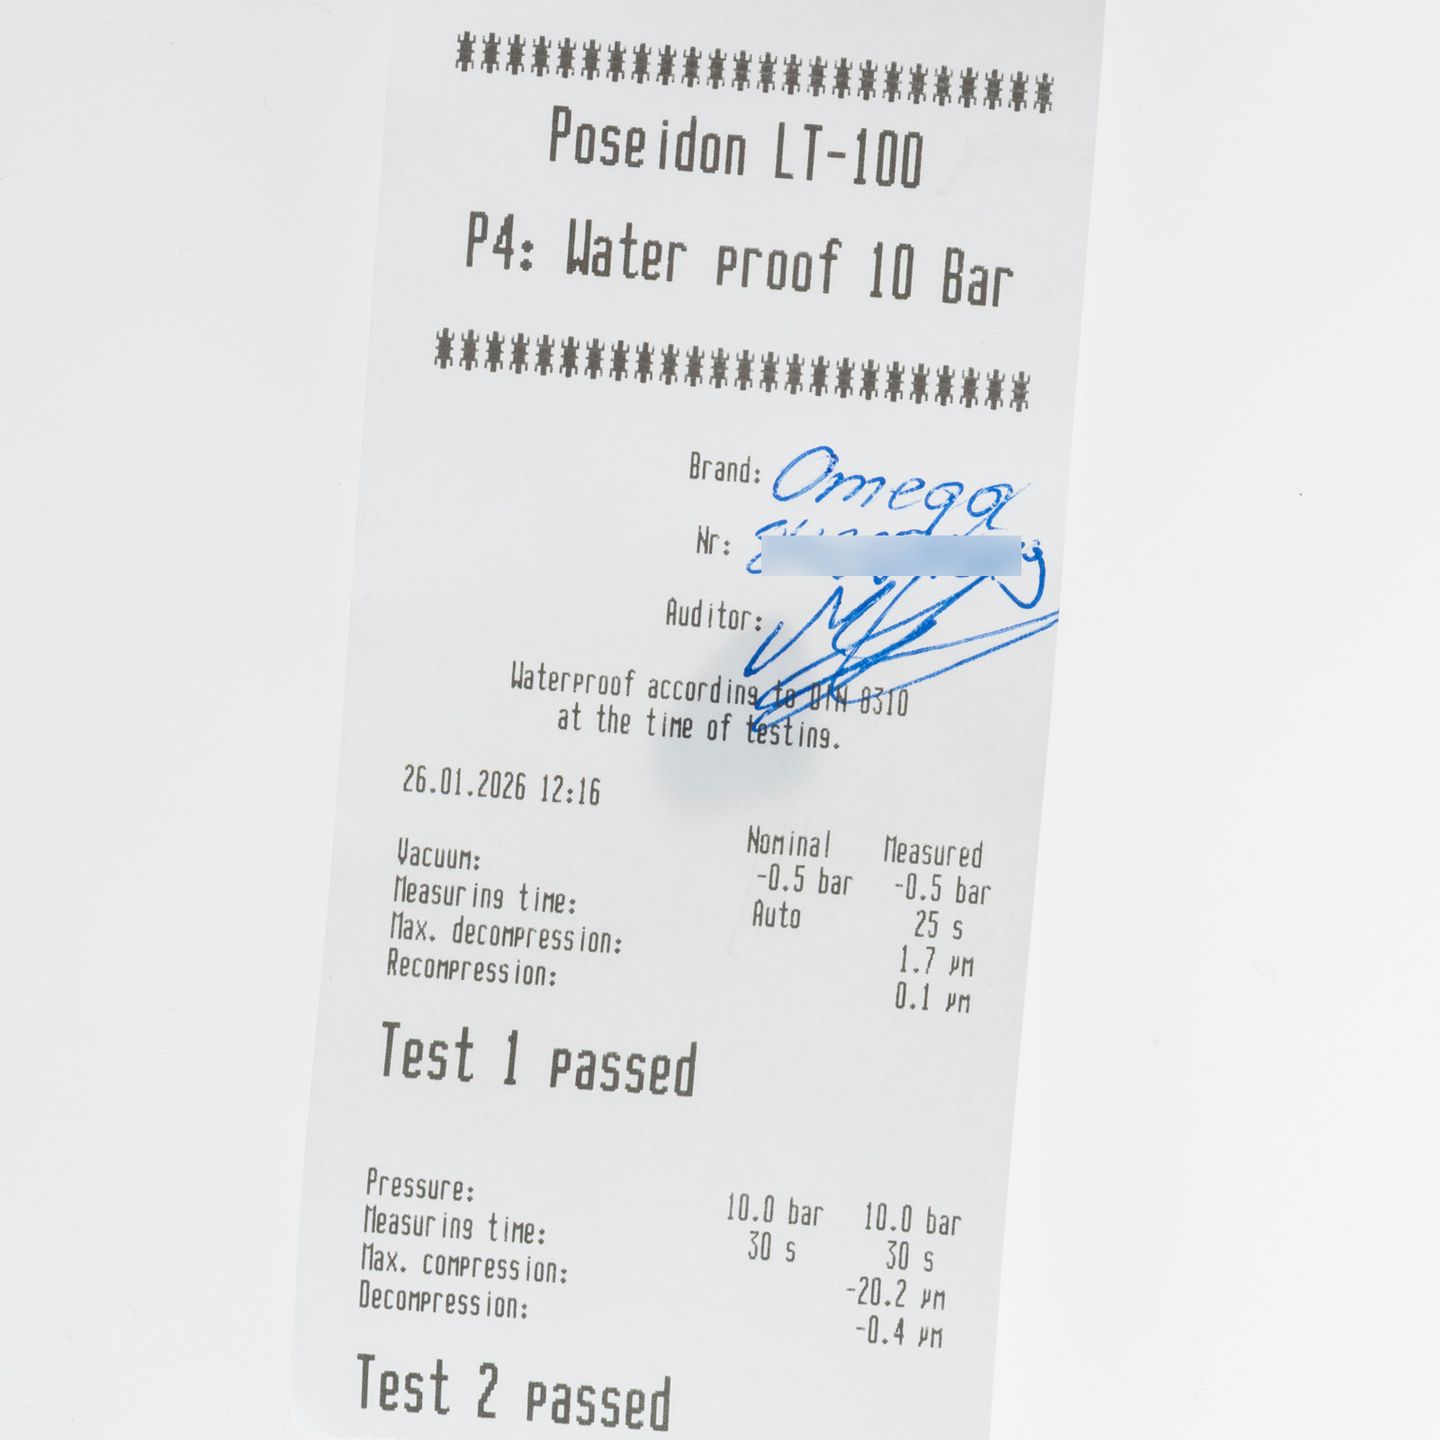 Poseidon LT-100
P4: Water proof 10 Bar
Brand: Omega
Nr:
Auditor:
Waterproof according to DIN 8310
at the time of testing.
26.01.2026 12:16
Nominal Measured
Vacuum: -0.5 bar -0.5 bar
Measuring time: Auto 25 s
Max. decompression: 1.7 µm
Recompression: 0.1 µm
Test 1 passed
Pressure: 10.0 bar 10.0 bar
Measuring time: 30 s 30 s
Max. compression: -20.2 µm
Decompression: -0.4 µm
Test 2 passed